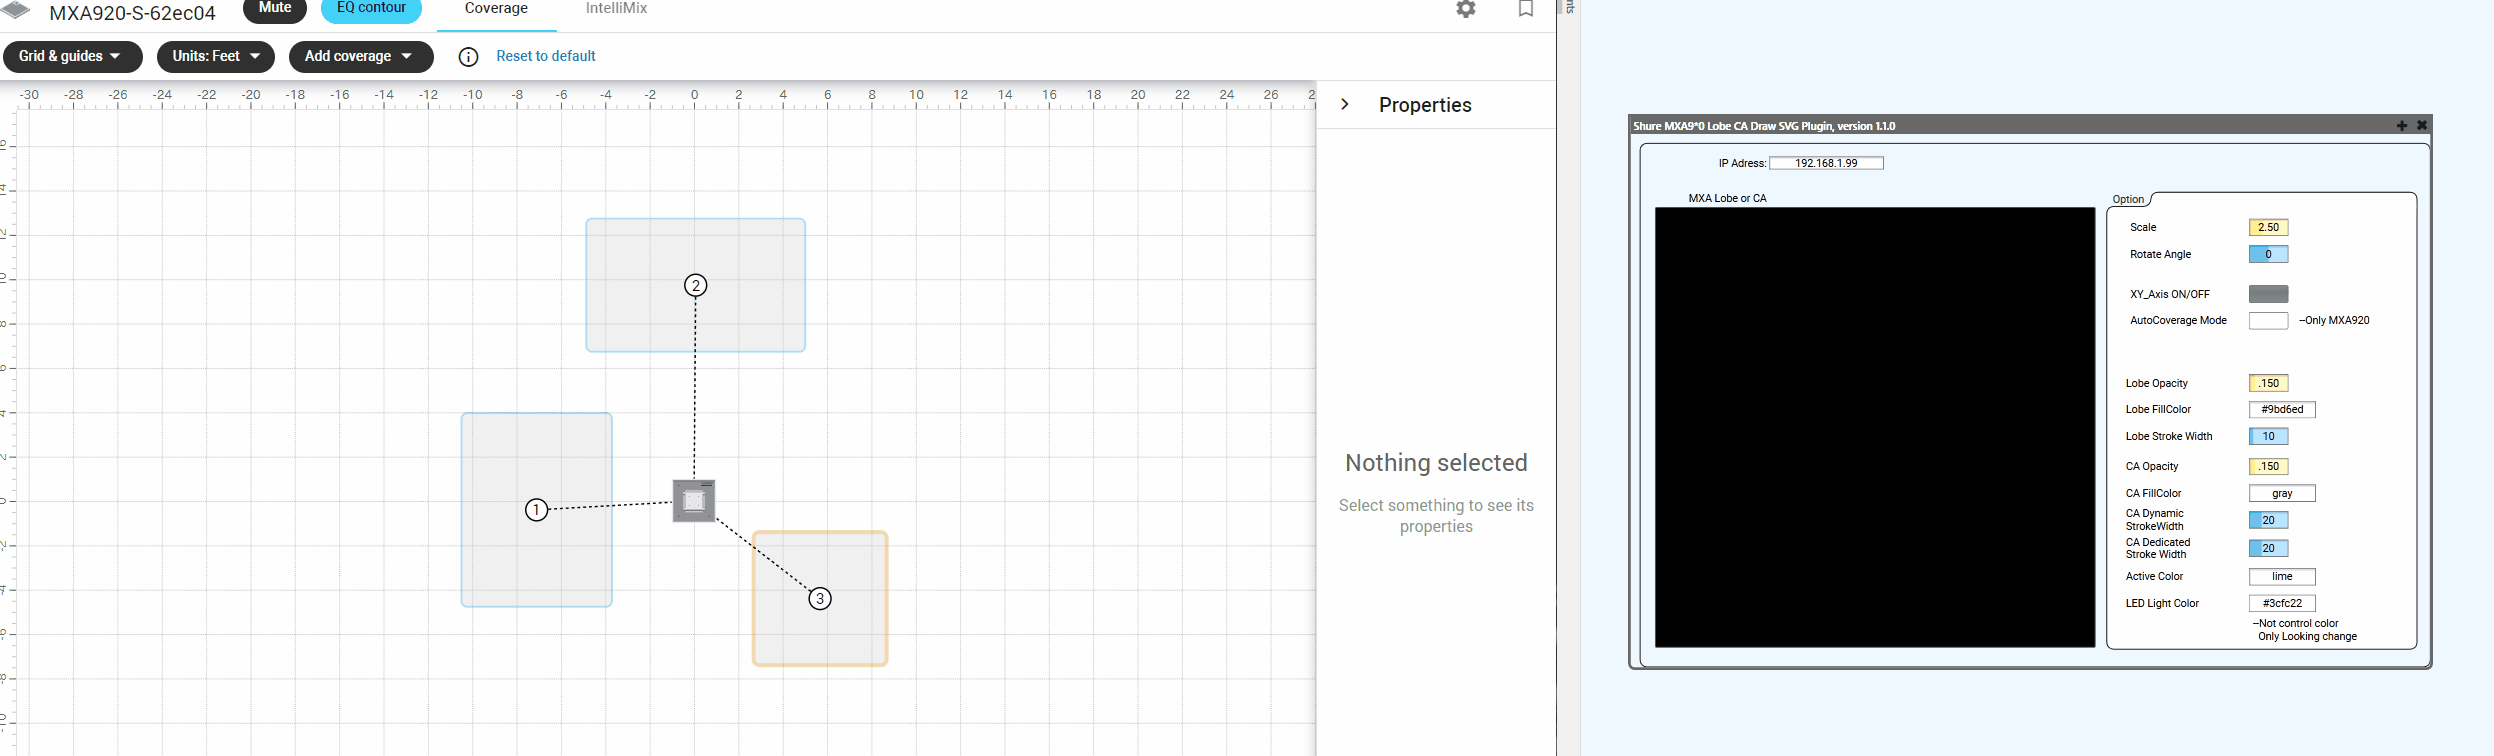 MXA920-S-62ec04 Mute EQ contour Coverage IntelliMix
Grid & guides Units: Feet Add coverage Reset to default
-30 -28 -26 -24 -22 -20 -18 -16 -14 -12 -10 -8 -6 -4 -2 0 2 4 6 8 10 12 14 16 18 20 22 24 26
Properties
2
1
3
Nothing selected
Select something to see its
properties
Shure MXA9*0 Lobe CA Draw SVG Plugin, version 1.1.0
IP Adress: 192.168.1.99
MXA Lobe or CA
Option
Scale 2.50
Rotate Angle 0
XY_Axis ON/OFF
AutoCoverage Mode --Only MXA920
Lobe Opacity .150
Lobe FillColor #9bd6ed
Lobe Stroke Width 10
CA Opacity .150
CA FillColor gray
CA Dynamic
StrokeWidth 20
CA Dedicated
Stroke Width 20
Active Color lime
LED Light Color #3cfc22
--Not control color
Only Looking change